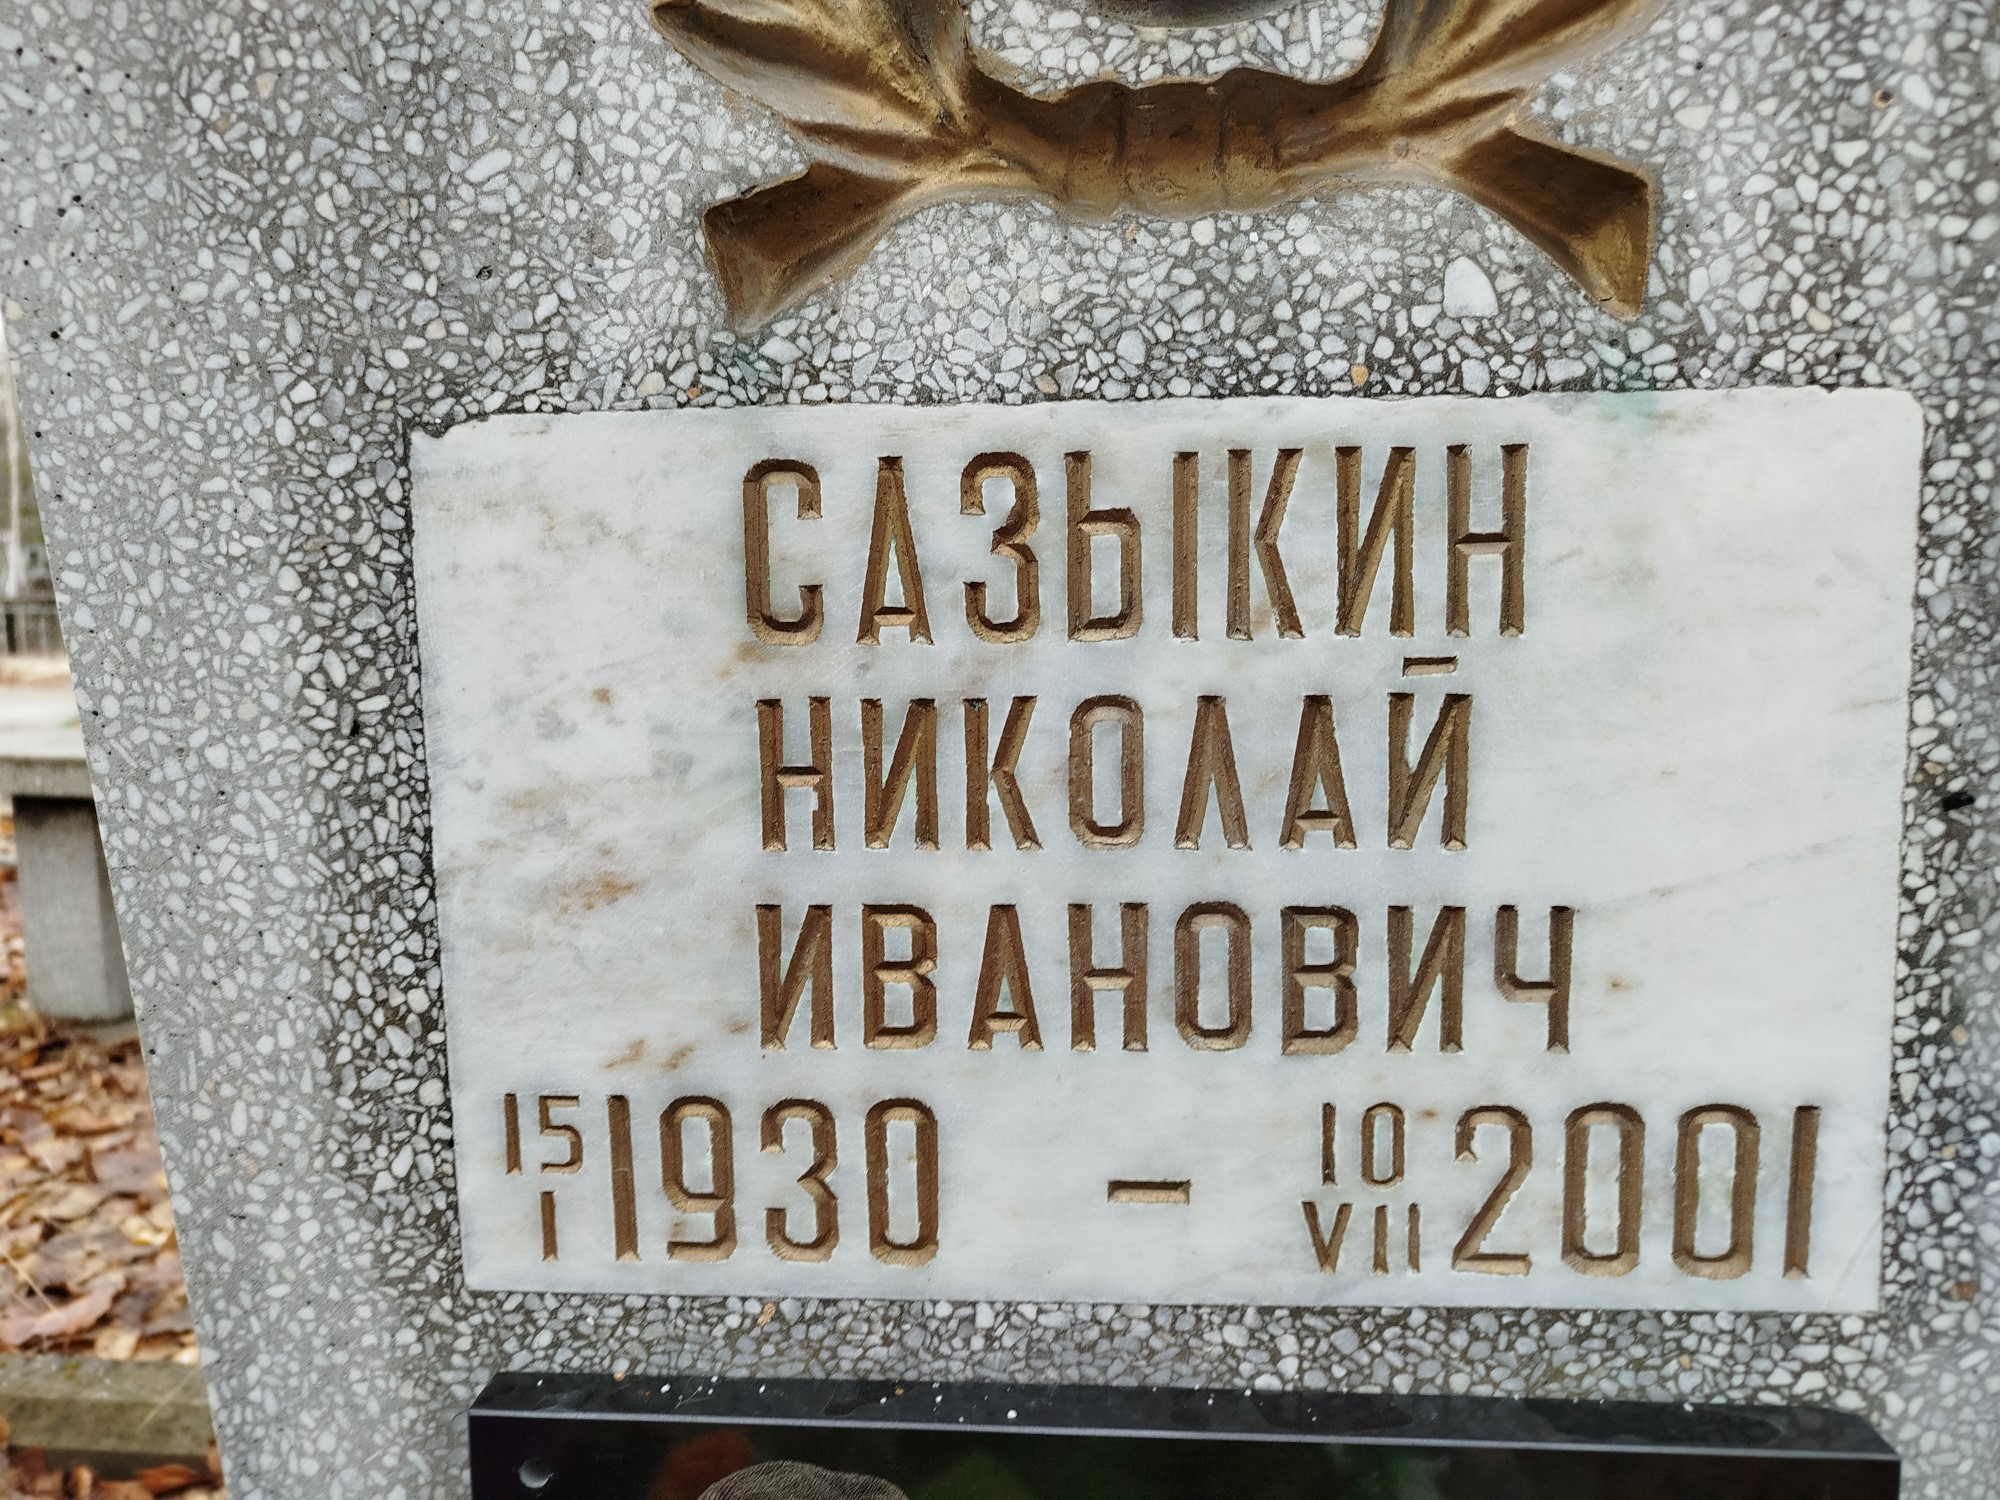 САЗЫКИН
НИКОЛАЙ
ИВАНОВИЧ
15/I 1930 - 10/VII 2001